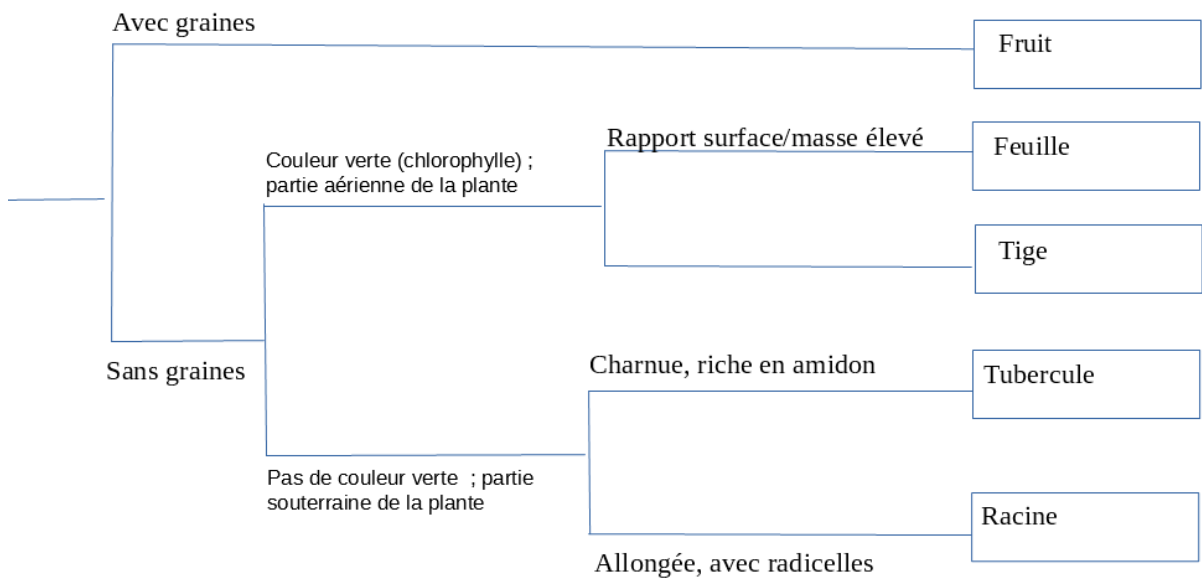 Avec graines
Fruit
Rapport surface/masse élevé
Feuille
Couleur verte (chlorophylle) ;
partie aérienne de la plante
Tige
Sans graines
Charnue, riche en amidon
Tubercule
Pas de couleur verte  ; partie
souterraine de la plante
Racine
Allongée, avec radicelles